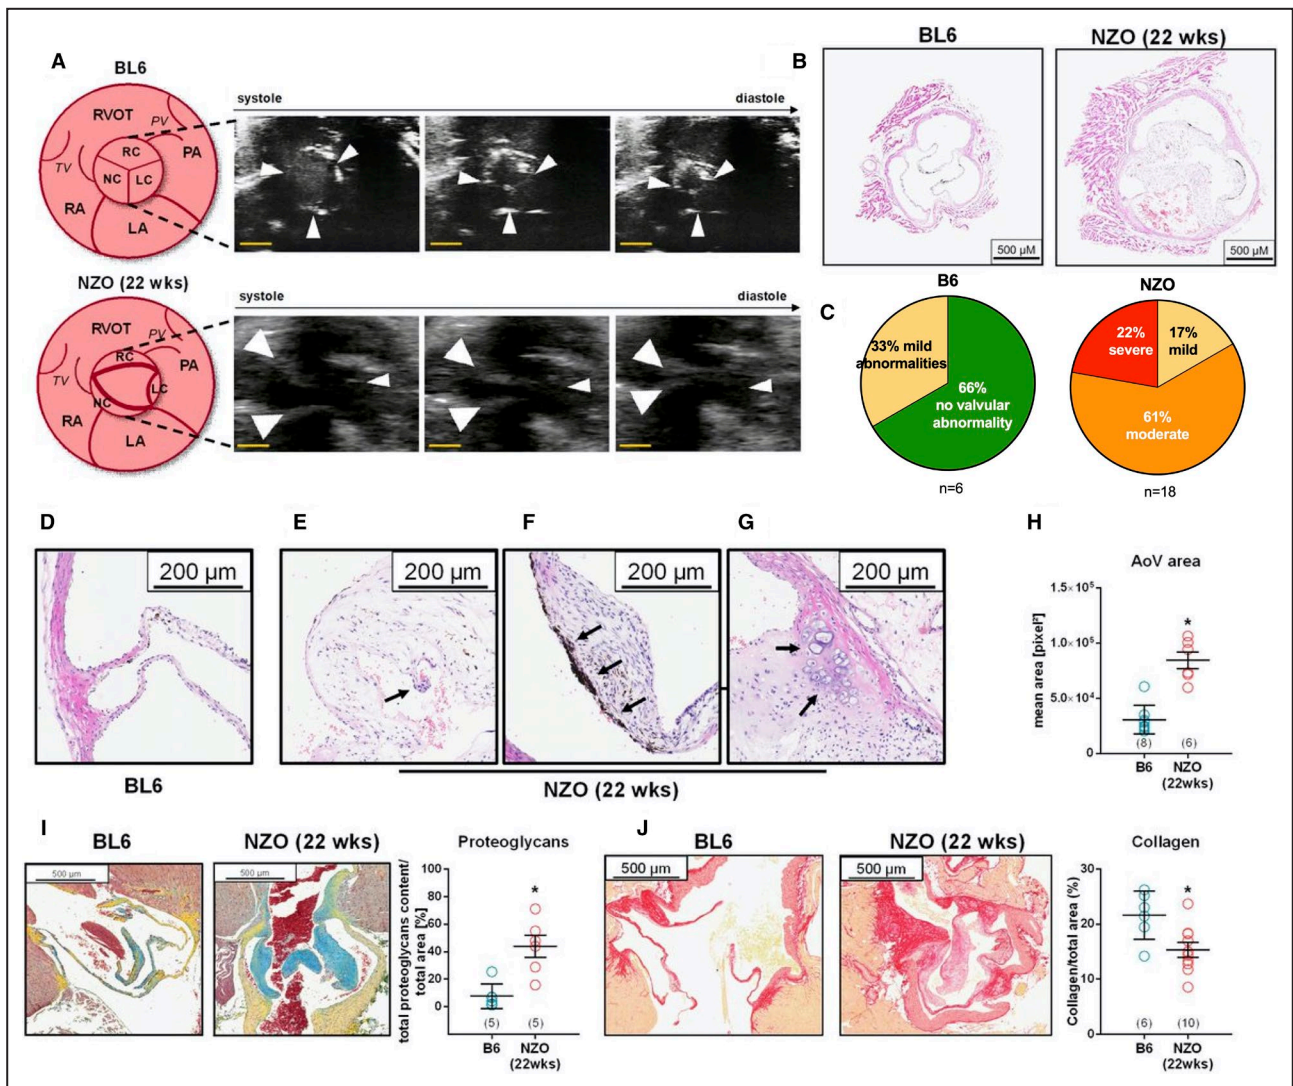 A
BL6
RVOT
PV
TV
RC
PA
NC
LC
RA
LA
systole
diastole
NZO (22 wks)
RVOT
PV
RC
PA
TV
LC
NC
RA
LA
systole
diastole
B
BL6
NZO (22 wks)
500 µM
500 µM
C
B6
NZO
33% mild
abnormalities
66%
no valvular
abnormality
n=6
22%
severe
17%
mild
61%
moderate
n=18
D
E
F
G
H
200 µm
200 µm
200 µm
200 µm
BL6
NZO (22 wks)
AoV area
mean area [pixel²]
1.5×10⁵
1.0×10⁵
5.0×10⁴
0
*
(8)
(6)
B6
NZO
(22wks)
I
BL6
NZO (22 wks)
500 µm
500 µm
Proteoglycans
total proteoglycans content/
total area [%]
100
80
60
40
20
0
*
(5)
(5)
B6
NZO
(22wks)
J
BL6
NZO (22 wks)
500 µm
500 µm
Collagen
Collagen/total area (%)
30
20
10
0
*
(6)
(10)
B6
NZO
(22wks)